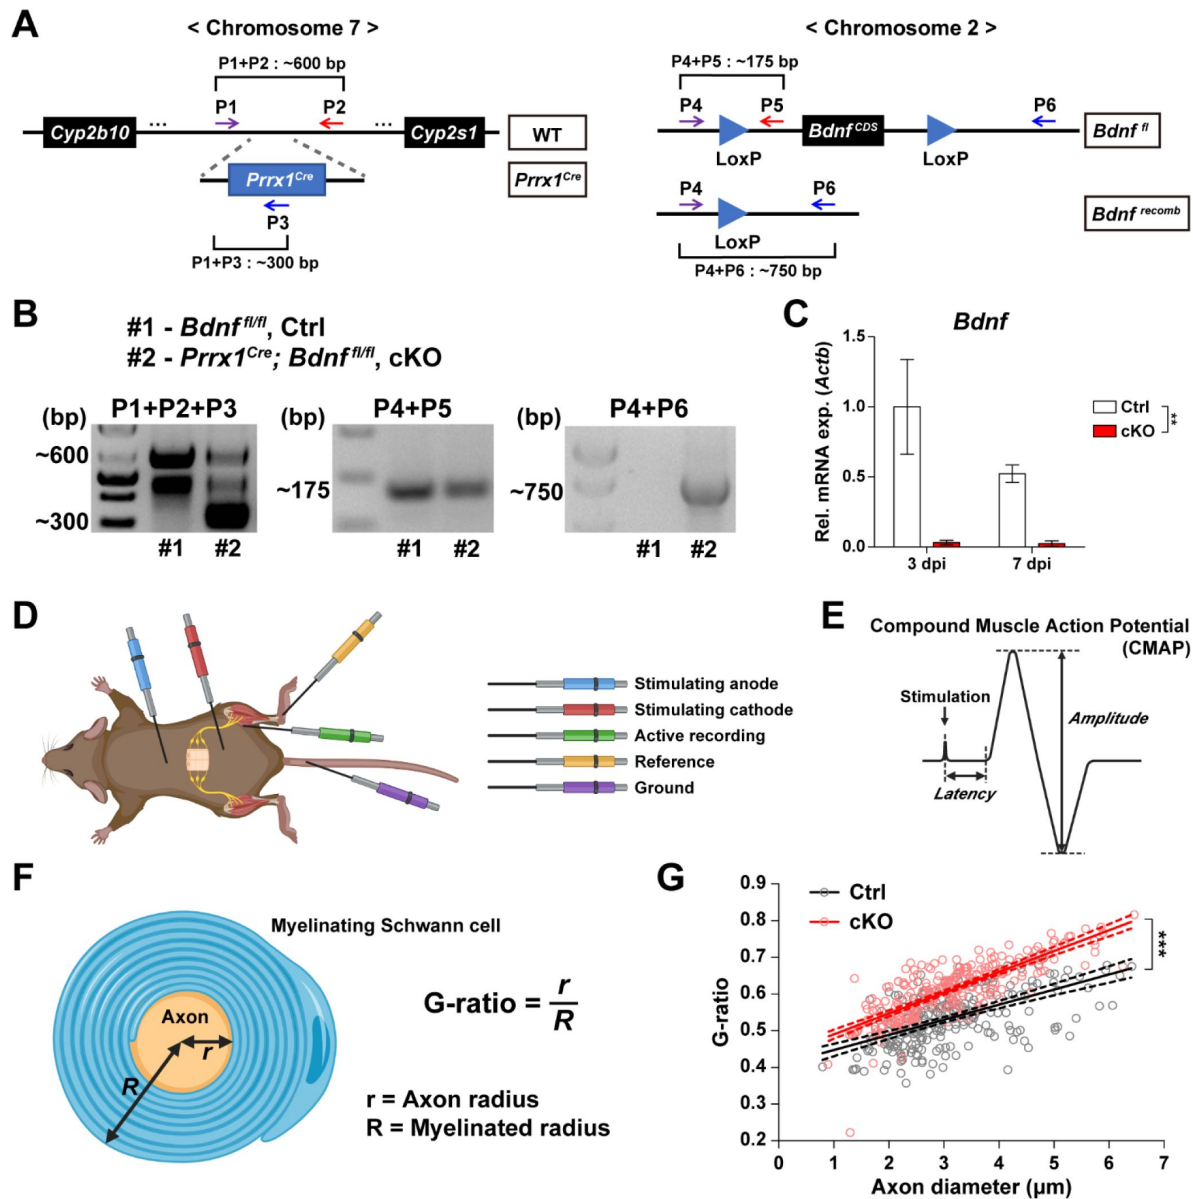 A
< Chromosome 7 >
P1+P2 : ~600 bp
P1
P2
...
...
Cyp2b10
Cyp2s1
WT
Prrx1Cre
Prrx1Cre
P3
P1+P3 : ~300 bp
< Chromosome 2 >
P4+P5 : ~175 bp
P4
P5
P6
BdnfCDS
Bdnf fl
LoxP
LoxP
P4
P6
Bdnf recomb
LoxP
P4+P6 : ~750 bp
B
#1 - Bdnf fl/fl, Ctrl
#2 - Prrx1Cre; Bdnf fl/fl, cKO
(bp)
P1+P2+P3
~600
~300
#1
#2
(bp)
P4+P5
~175
#1
#2
(bp)
P4+P6
~750
#1
#2
C
Bdnf
Rel. mRNA exp. (Actb)
1.5
1.0
0.5
0.0
3 dpi
7 dpi
Ctrl
cKO
**
D
Stimulating anode
Stimulating cathode
Active recording
Reference
Ground
E
Compound Muscle Action Potential
(CMAP)
Stimulation
Amplitude
Latency
F
Myelinating Schwann cell
Axon
r
R
G-ratio = r
R
r = Axon radius
R = Myelinated radius
G
G-ratio
0.9
0.8
0.7
0.6
0.5
0.4
0.3
0.2
Ctrl
cKO
***
0
1
2
3
4
5
6
7
Axon diameter (µm)